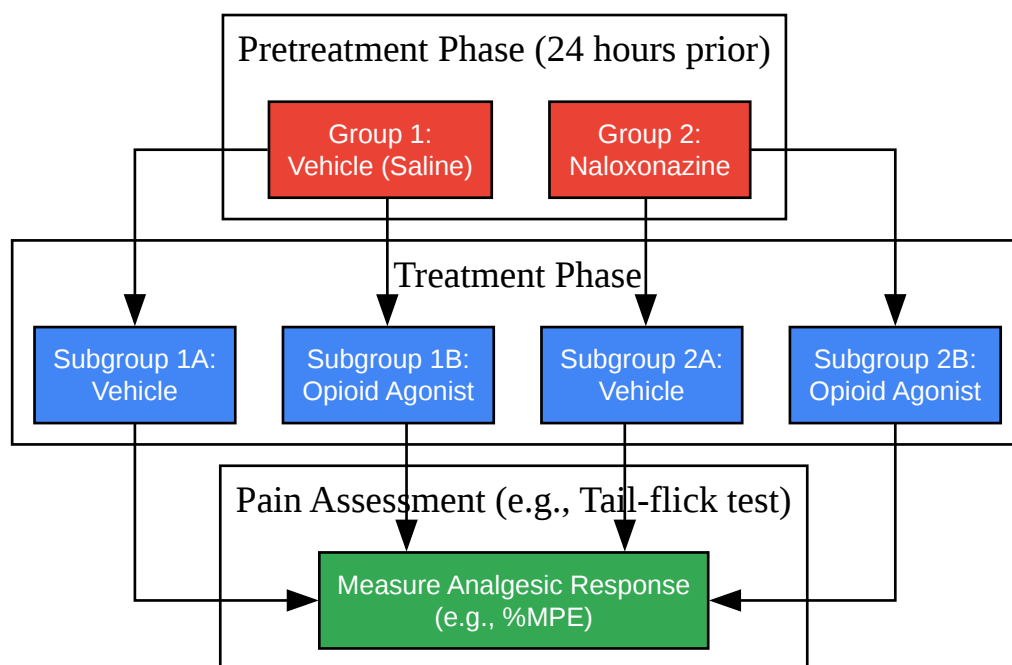 Pretreatment Phase (24 hours prior)
Group 1:
Vehicle (Saline)
Group 2:
Naloxonazine
Treatment Phase
Subgroup 1A:
Vehicle
Subgroup 1B:
Opioid Agonist
Subgroup 2A:
Vehicle
Subgroup 2B:
Opioid Agonist
Pain Assessment (e.g., Tail-flick test)
Measure Analgesic Response
(e.g., %MPE)